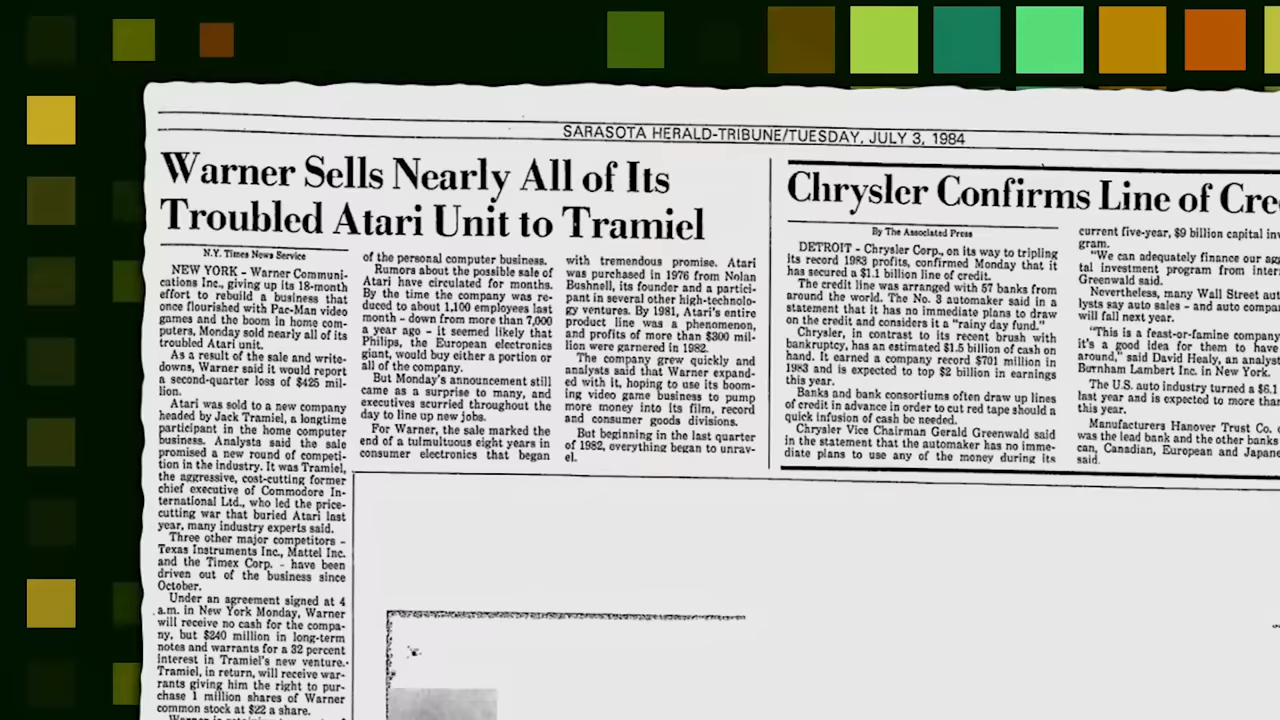 SARASOTA HERALD-TRIBUNE/TUESDAY, JULY 3, 1984
Warner Sells Nearly All of Its
Troubled Atari Unit to Tramiel
N.Y. Times News Service
NEW YORK - Warner Communi-
cations Inc., giving up its 18-month
effort to rebuild a business that
once flourished with Pac-Man video
games and the boom in home com-
puters, Monday sold nearly all of its
troubled Atari unit.
As a result of the sale and write-
downs, Warner said it would report
a second-quarter loss of $425 mil-
lion.
Atari was sold to a new company
headed by Jack Tramiel, a longtime
participant in the home computer
business. Analysts said the sale
promised a new round of competi-
tion in the industry. It was Tramiel,
the aggressive, cost-cutting former
chief executive of Commodore In-
ternational Ltd., who led the price-
cutting war that buried Atari last
year, many industry experts said.
Three other major competitors -
Texas Instruments Inc., Mattel Inc.
and the Timex Corp. - have been
driven out of the business since
October.
Under an agreement signed at 4
a.m. in New York Monday, Warner
will receive no cash for the compa-
ny, but $240 million in long-term
notes and warrants for a 32 percent
interest in Tramiel's new venture.
Tramiel, in return, will receive war-
rants giving him the right to pur-
chase 1 million shares of Warner
common stock at $22 a share.
of the personal computer business.
Rumors about the possible sale of
Atari have circulated for months.
By the time the company was re-
duced to about 1,100 employees last
month - down from more than 7,000
a year ago - it seemed likely that
Philips, the European electronics
giant, would buy either a portion or
all of the company.
But Monday's announcement still
came as a surprise to many, and
executives scurried throughout the
day to line up new jobs.
For Warner, the sale marked the
end of a tulmultuous eight years in
consumer electronics that began
with tremendous promise. Atari
was purchased in 1976 from Nolan
Bushnell, its founder and a partici-
pant in several other high-technolo-
gy ventures. By 1981, Atari's entire
product line was a phenomenon,
and profits of more than $300 mil-
lion were garnered in 1982.
The company grew quickly and
analysts said that Warner expand-
ed with it, hoping to use its boom-
ing video game business to pump
more money into its film, record
and consumer goods divisions.
But beginning in the last quarter
of 1982, everything began to unrav-
el.
Chrysler Confirms Line of Cre
By The Associated Press
DETROIT - Chrysler Corp., on its way to tripling
its record 1983 profits, confirmed Monday that it
has secured a $1.1 billion line of credit.
The credit line was arranged with 57 banks from
around the world. The No. 3 automaker said in a
statement that it has no immediate plans to draw
on the credit and considers it a "rainy day fund."
Chrysler, in contrast to its recent brush with
bankruptcy, has an estimated $1.5 billion of cash on
hand. It earned a company record $701 million in
1983 and is expected to top $2 billion in earnings
this year.
Banks and bank consortiums often draw up lines
of credit in advance in order to cut red tape should a
quick infusion of cash be needed.
Chrysler Vice Chairman Gerald Greenwald said
in the statement that the automaker has no imme-
diate plans to use any of the money during its
current five-year, $9 billion capital inv
gram.
"We can adequately finance our agg
tal investment program from inter
Greenwald said.
Nevertheless, many Wall Street aut
lysts say auto sales - and auto compa
will fall next year.
"This is a feast-or-famine company
it's a good idea for them to have
around," said David Healy, an analyst
Burnham Lambert Inc. in New York.
The U.S. auto industry turned a $6.1
last year and is expected to more than
this year.
Manufacturers Hanover Trust Co.
was the lead bank and the other banks
can, Canadian, European and Japane
said.